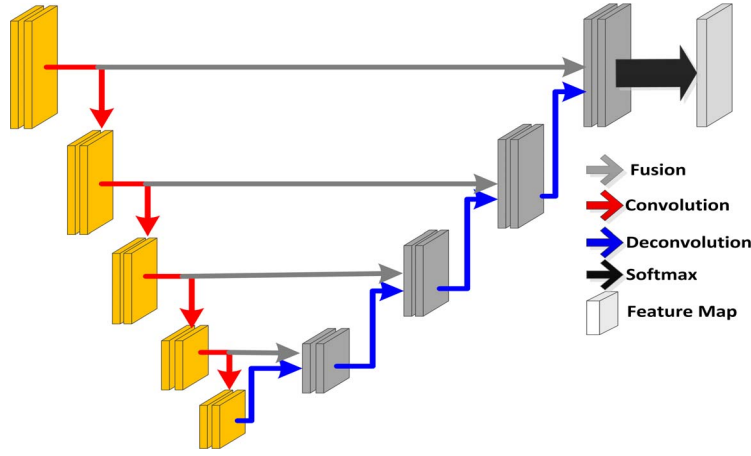 Fusion
Convolution
Deconvolution
Softmax
Feature Map